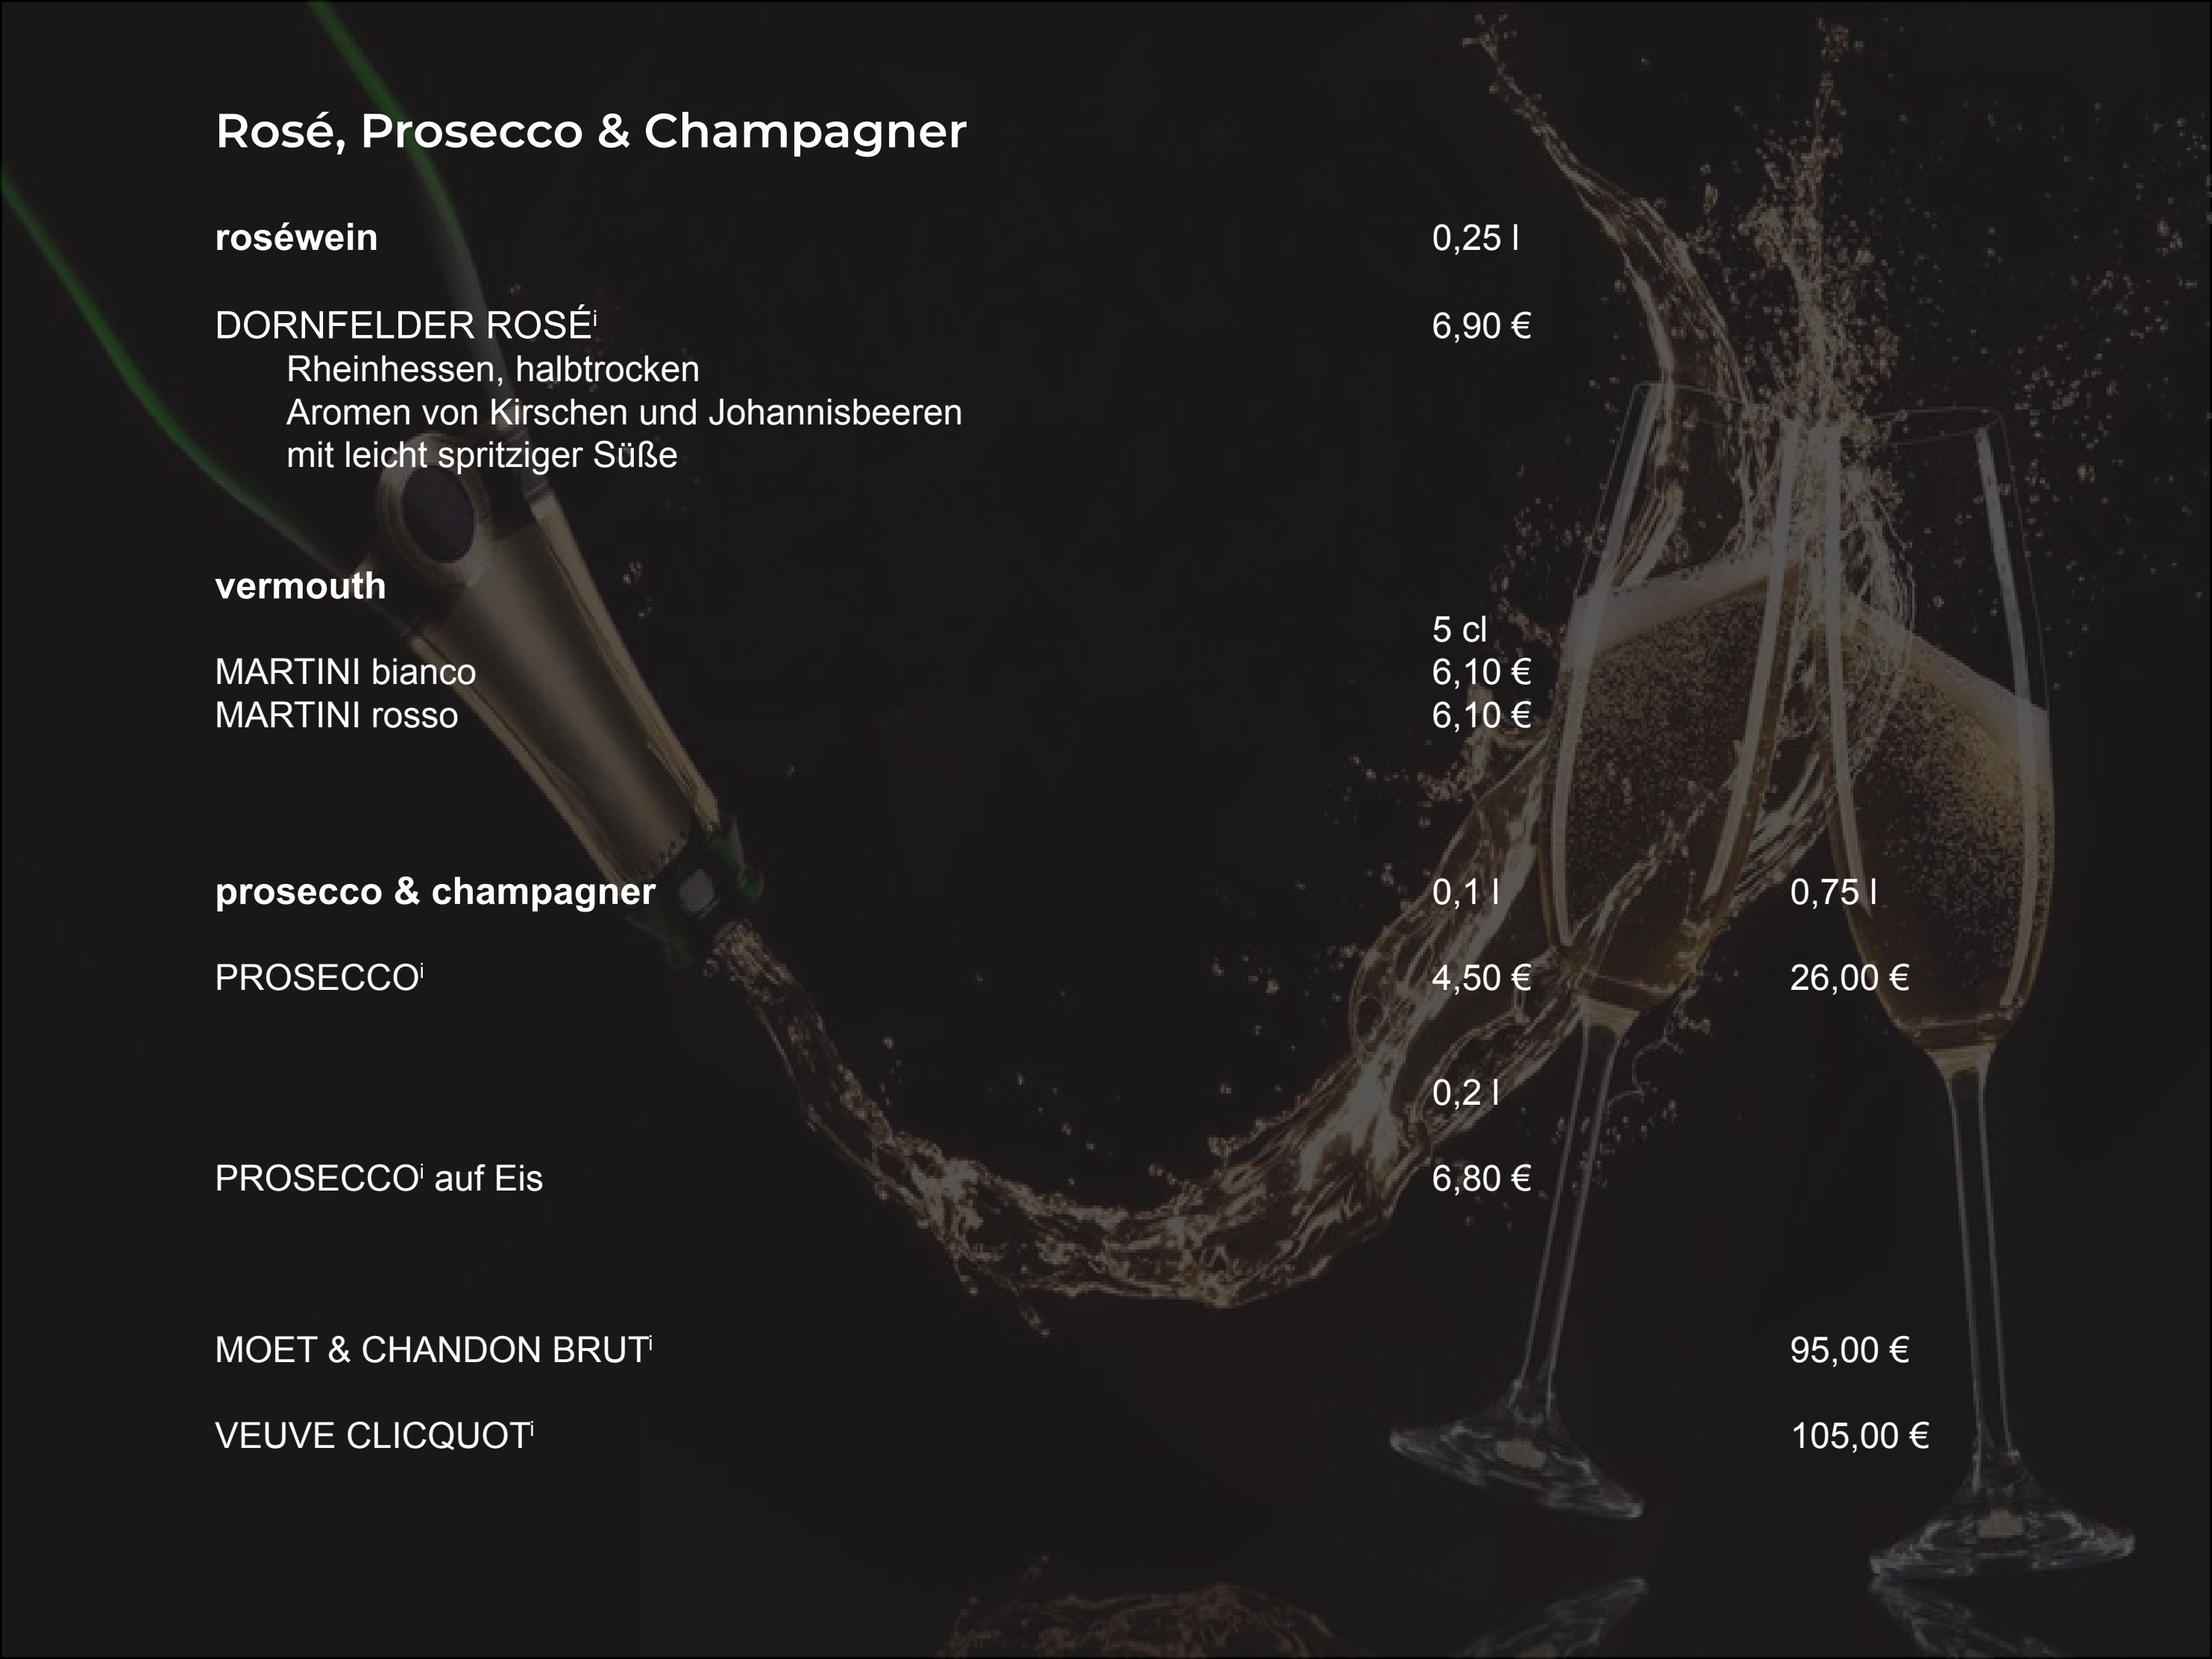 Rosé, Prosecco & Champagner
roséwein 0,25 l
DORNFELDER ROSÉⁱ 6,90 €
Rheinhessen, halbtrocken
Aromen von Kirschen und Johannisbeeren
mit leicht spritziger Süße
vermouth
5 cl
MARTINI bianco 6,10 €
MARTINI rosso 6,10 €
prosecco & champagner 0,1 l 0,75 l
PROSECCOⁱ 4,50 € 26,00 €
0,2 l
PROSECCOⁱ auf Eis 6,80 €
MOET & CHANDON BRUTⁱ 95,00 €
VEUVE CLICQUOTⁱ 105,00 €